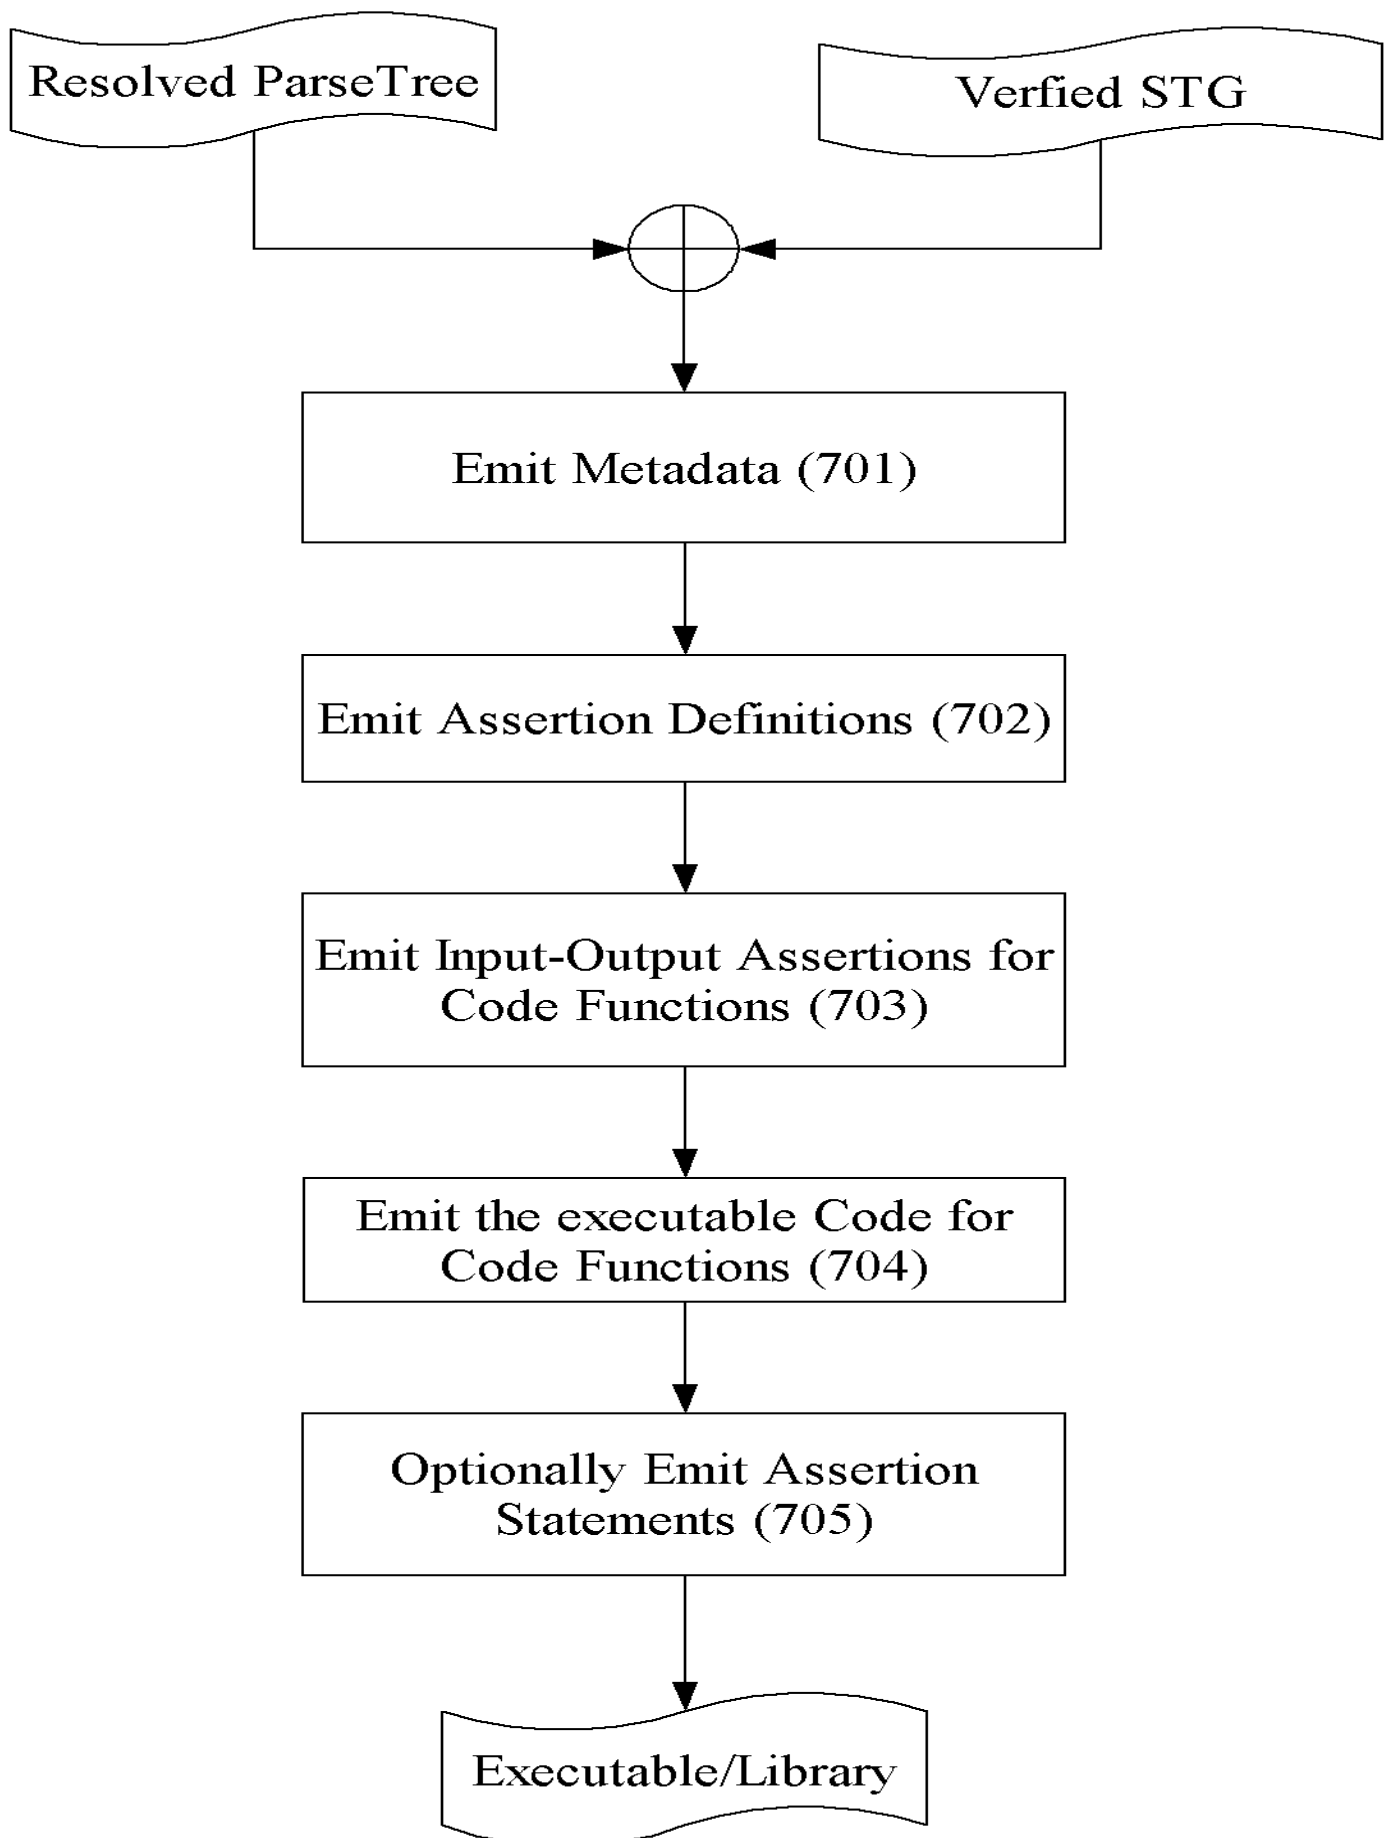 Resolved ParseTree
Verfied STG
Emit Metadata (701)
Emit Assertion Definitions (702)
Emit Input-Output Assertions for
Code Functions (703)
Emit the executable Code for
Code Functions (704)
Optionally Emit Assertion
Statements (705)
Executable/Library